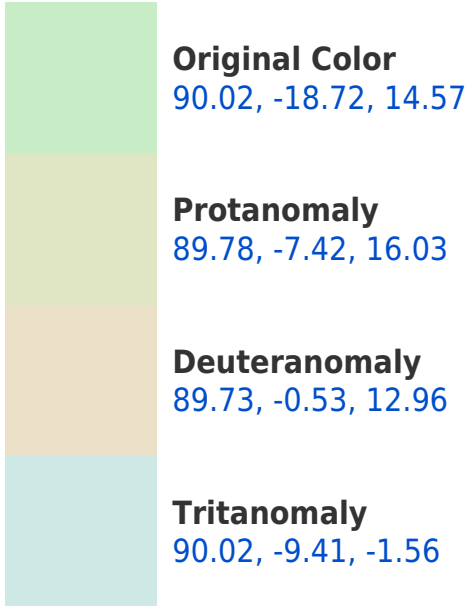 Original Color
90.02, -18.72, 14.57
Protanomaly
89.78, -7.42, 16.03
Deuteranomaly
89.73, -0.53, 12.96
Tritanomaly
90.02, -9.41, -1.56